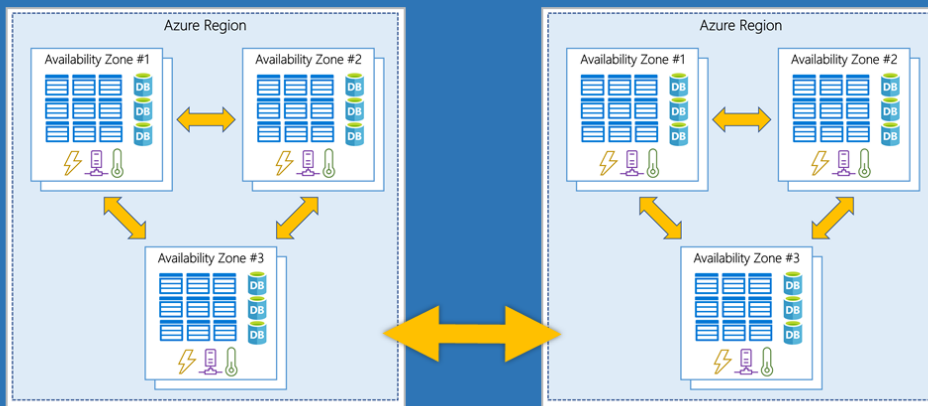 Azure Region
Availability Zone #1
Availability Zone #2
DB
DB
DB
DB
DB
DB
Availability Zone #3
DB
DB
DB
Azure Region
Availability Zone #1
Availability Zone #2
DB
DB
DB
DB
DB
DB
Availability Zone #3
DB
DB
DB